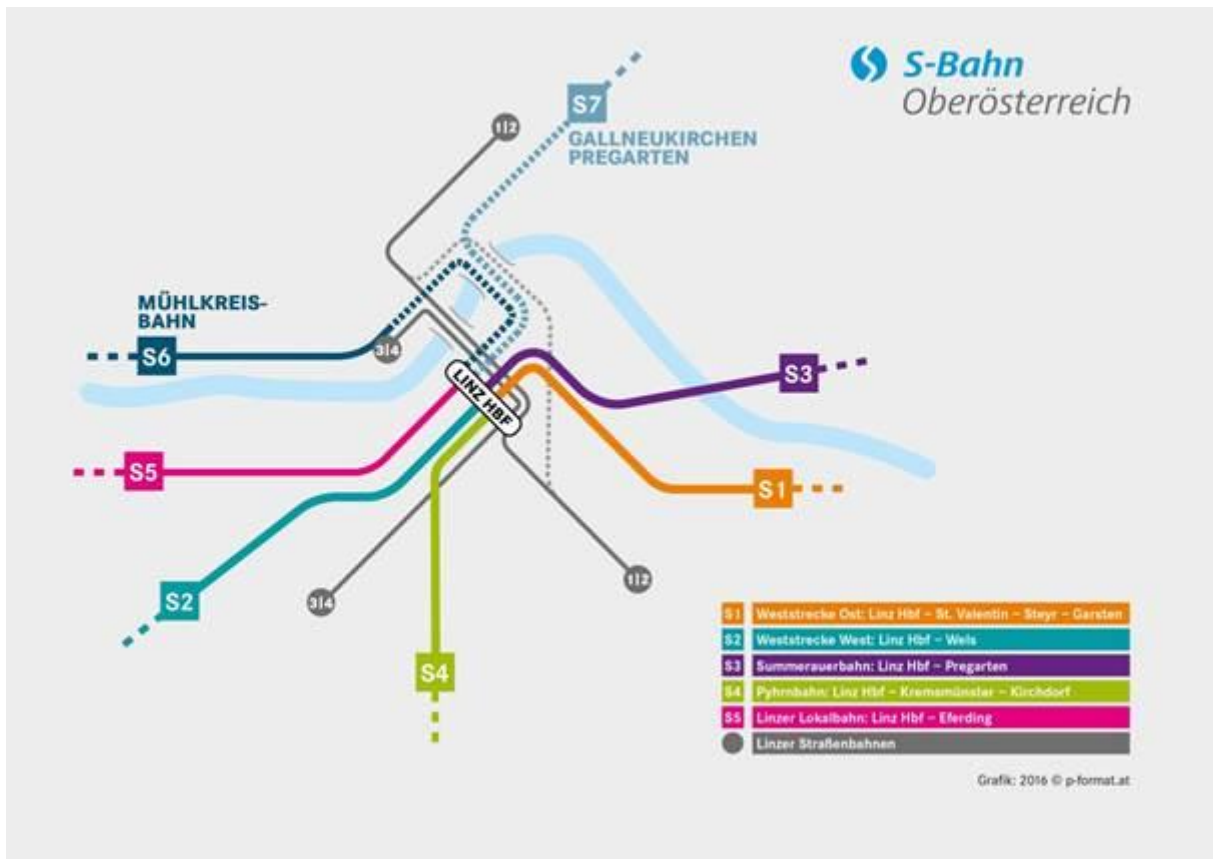 S-Bahn
Oberösterreich
S7
GALLNEUKIRCHEN
PREGARTEN
1|2
MÜHLKREIS-
BAHN
S6
3|4
LINZ HBF
S3
S5
S1
S2
3|4
1|2
S4
S1 Weststrecke Ost: Linz Hbf – St. Valentin – Steyr – Garsten
S2 Weststrecke West: Linz Hbf – Wels
S3 Summerauerbahn: Linz Hbf – Pregarten
S4 Pyhrnbahn: Linz Hbf – Kremsmünster – Kirchdorf
S5 Linzer Lokalbahn: Linz Hbf – Eferding
Linzer Straßenbahnen
Grafik: 2016 © p-format.at